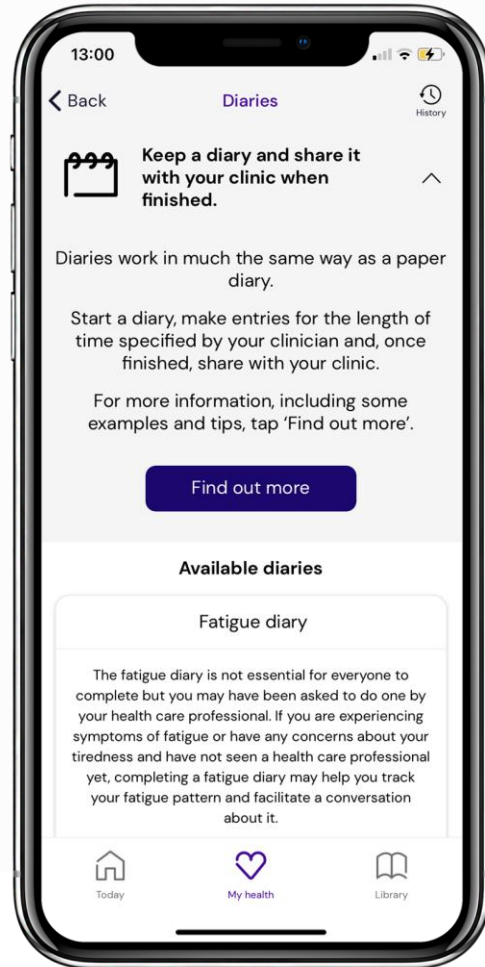 13:00
Back
Diaries
History
Keep a diary and share it
with your clinic when
finished.
Diaries work in much the same way as a paper
diary.
Start a diary, make entries for the length of
time specified by your clinician and, once
finished, share with your clinic.
For more information, including some
examples and tips, tap ‘Find out more’.
Find out more
Available diaries
Fatigue diary
The fatigue diary is not essential for everyone to
complete but you may have been asked to do one by
your health care professional. If you are experiencing
symptoms of fatigue or have any concerns about your
tiredness and have not seen a health care professional
yet, completing a fatigue diary may help you track
your fatigue pattern and facilitate a conversation
about it.
Today
My health
Library